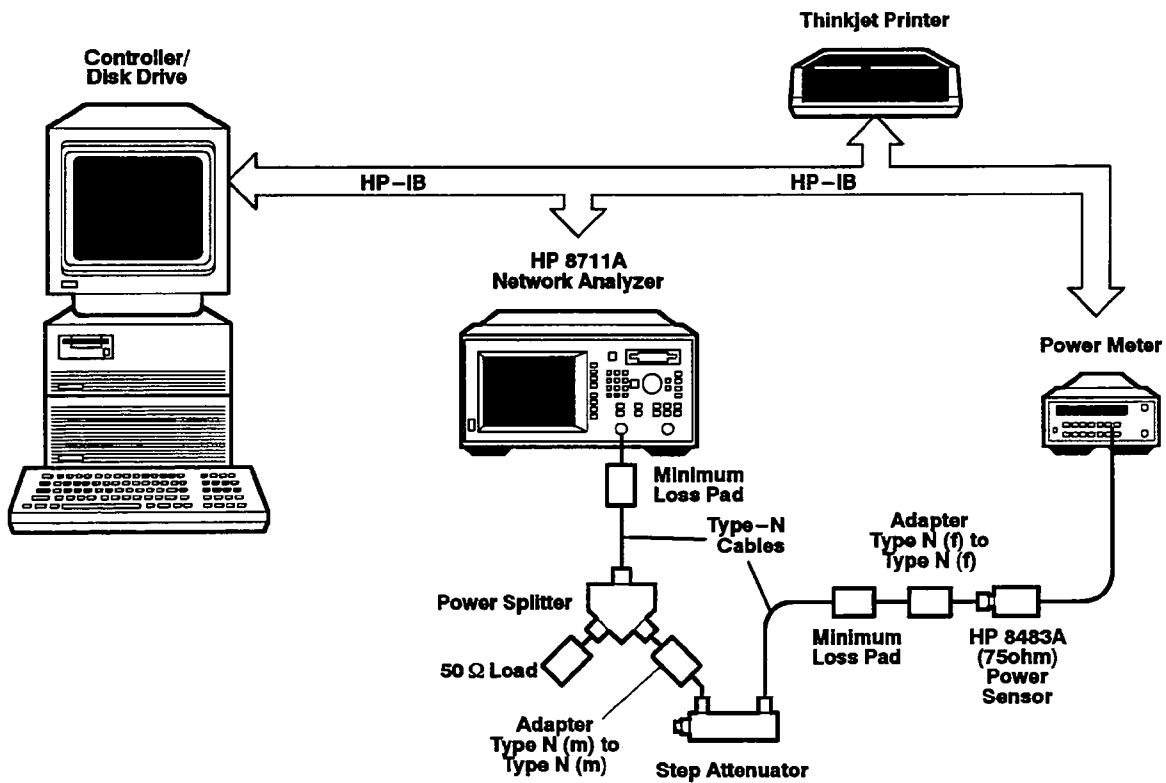 Thinkjet Printer
Controller/
Disk Drive
HP-IB
HP-IB
HP 8711A
Network Analyzer
Power Meter
Minimum
Loss Pad
Type-N
Cables
Adapter
Type N (f) to
Type N (f)
Power Splitter
Minimum
Loss Pad
HP 8483A
(75ohm)
Power
Sensor
50 Ω Load
Adapter
Type N (m) to
Type N (m)
Step Attenuator